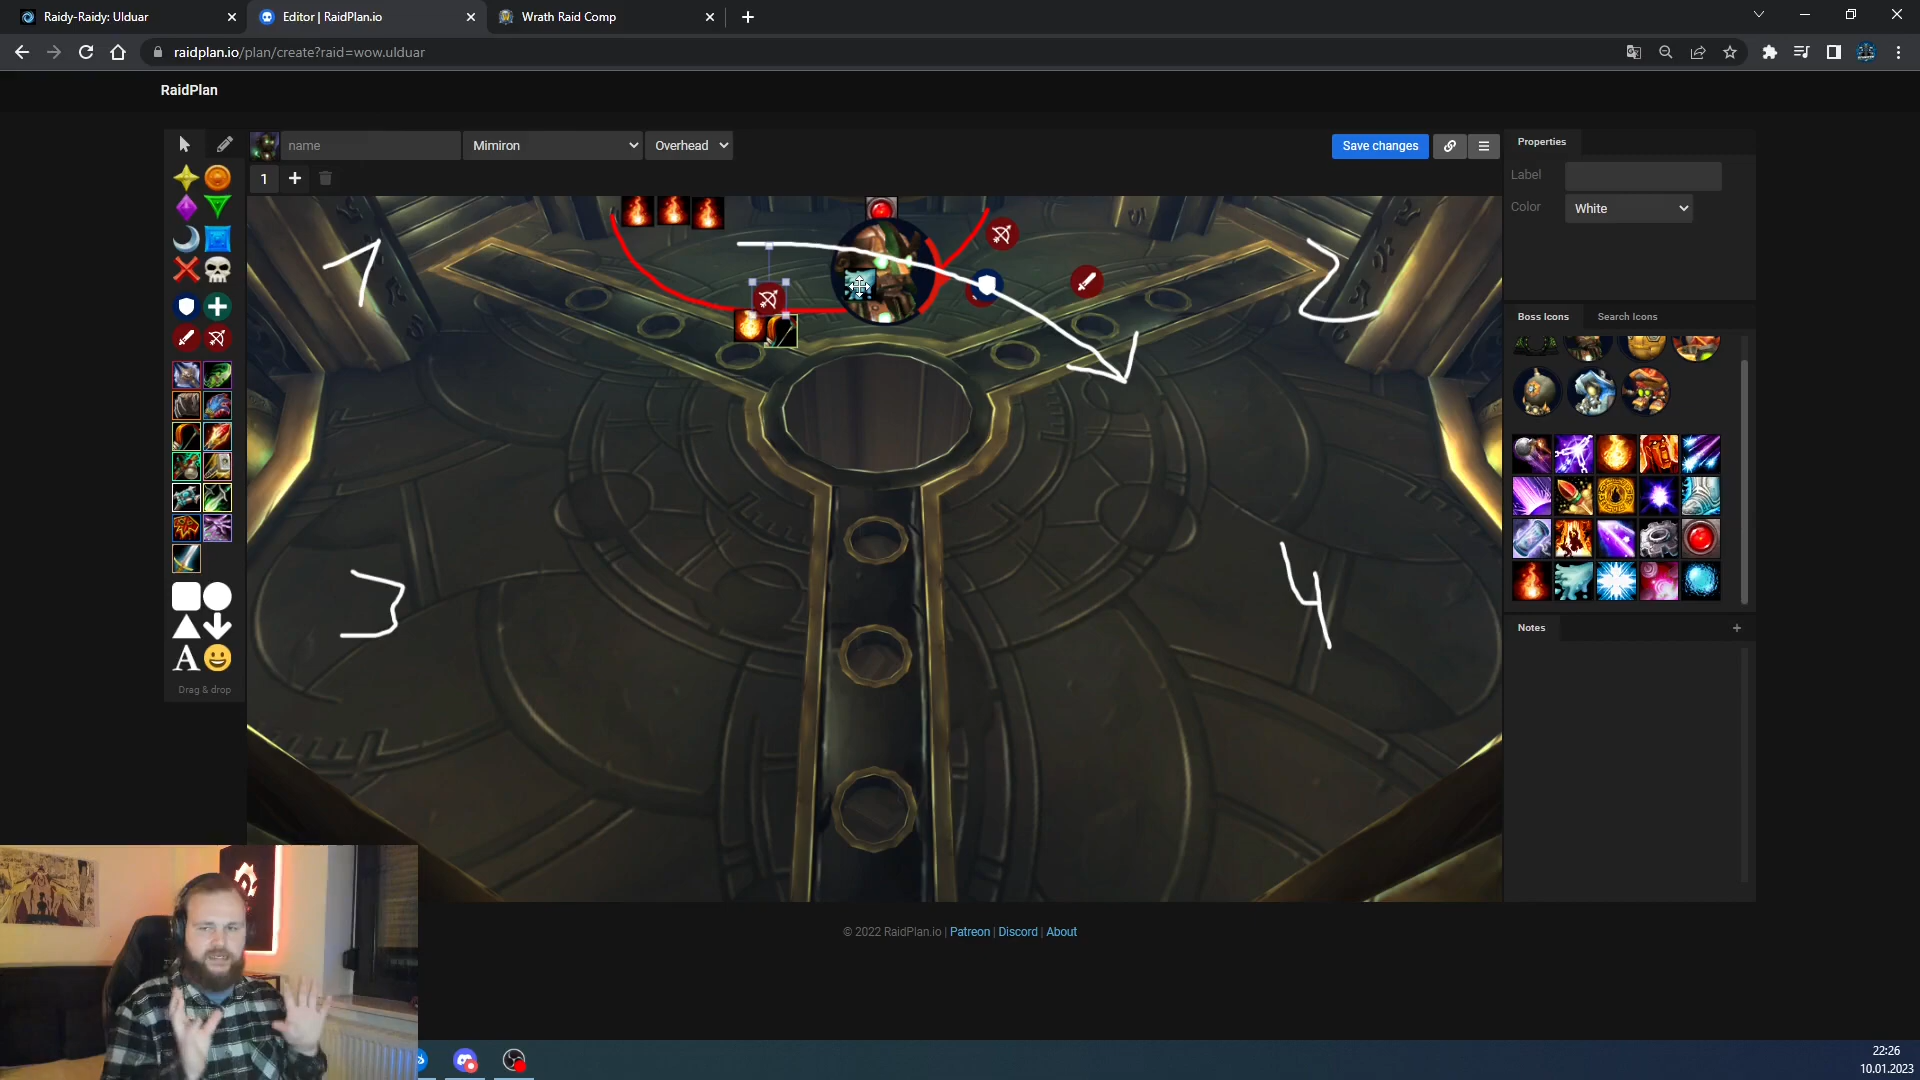 Raidy-Raidy: Ulduar
Editor | RaidPlan.io
Wrath Raid Comp
raidplan.io/plan/create?raid=wow.ulduar
RaidPlan
name
Mimiron
Overhead
Save changes
Properties
1
Label
Color
White
1
2
Boss Icons
Search Icons
3
4
Notes
A
Drag & drop
© 2022 RaidPlan.io | Patreon | Discord | About
22:26
10.01.2023